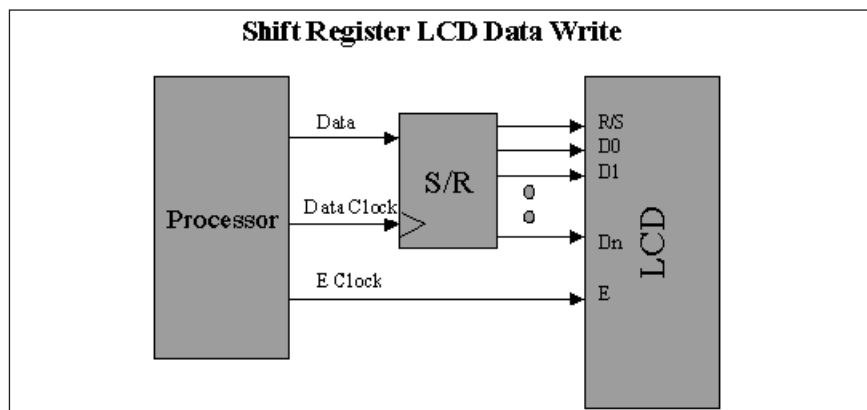 Shift Register LCD Data Write
Data
R/S
D0
D1
S/R
Processor
Data Clock
Dn
LCD
E Clock
E